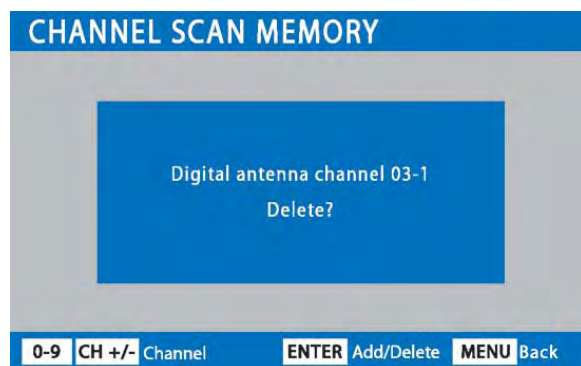 CHANNEL SCAN MEMORY
Digital antenna channel 03-1
Delete?
0-9 CH +/- Channel ENTER Add/Delete MENU Back